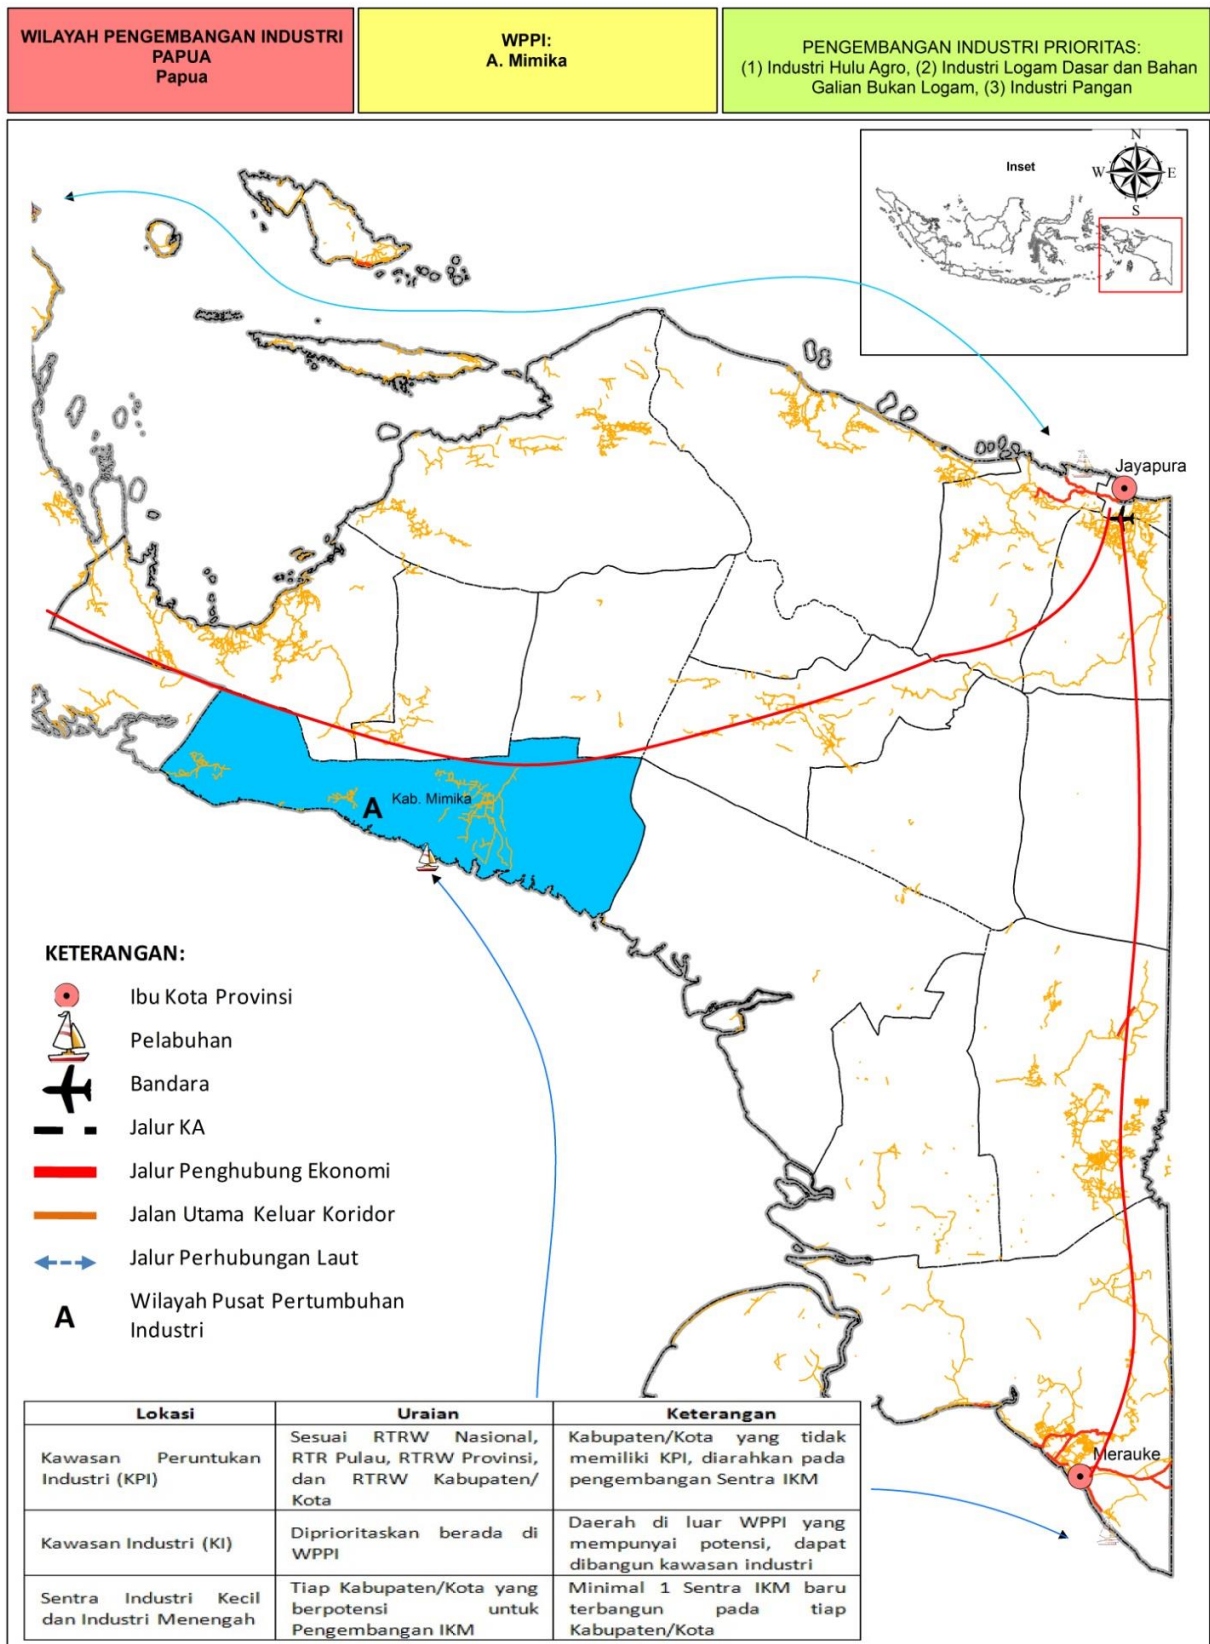 WILAYAH PENGEMBANGAN INDUSTRI
PAPUA
Papua
WPPI:
A. Mimika
PENGEMBANGAN INDUSTRI PRIORITAS:
(1) Industri Hulu Agro, (2) Industri Logam Dasar dan Bahan
Galian Bukan Logam, (3) Industri Pangan
Inset
N
W
E
S
Jayapura
A
Kab. Mimika
KETERANGAN:
Ibu Kota Provinsi
Pelabuhan
Bandara
Jalur KA
Jalur Penghubung Ekonomi
Jalan Utama Keluar Koridor
Jalur Perhubungan Laut
A
Wilayah Pusat Pertumbuhan
Industri
Merauke
Lokasi
Uraian
Keterangan
Kawasan Peruntukan
Industri (KPI)
Sesuai RTRW Nasional,
RTR Pulau, RTRW Provinsi,
dan RTRW Kabupaten/
Kota
Kabupaten/Kota yang tidak
memiliki KPI, diarahkan pada
pengembangan Sentra IKM
Kawasan Industri (KI)
Diprioritaskan berada di
WPPI
Daerah di luar WPPI yang
mempunyai potensi, dapat
dibangun kawasan industri
Sentra Industri Kecil
dan Industri Menengah
Tiap Kabupaten/Kota yang
berpotensi untuk
Pengembangan IKM
Minimal 1 Sentra IKM baru
terbangun pada tiap
Kabupaten/Kota